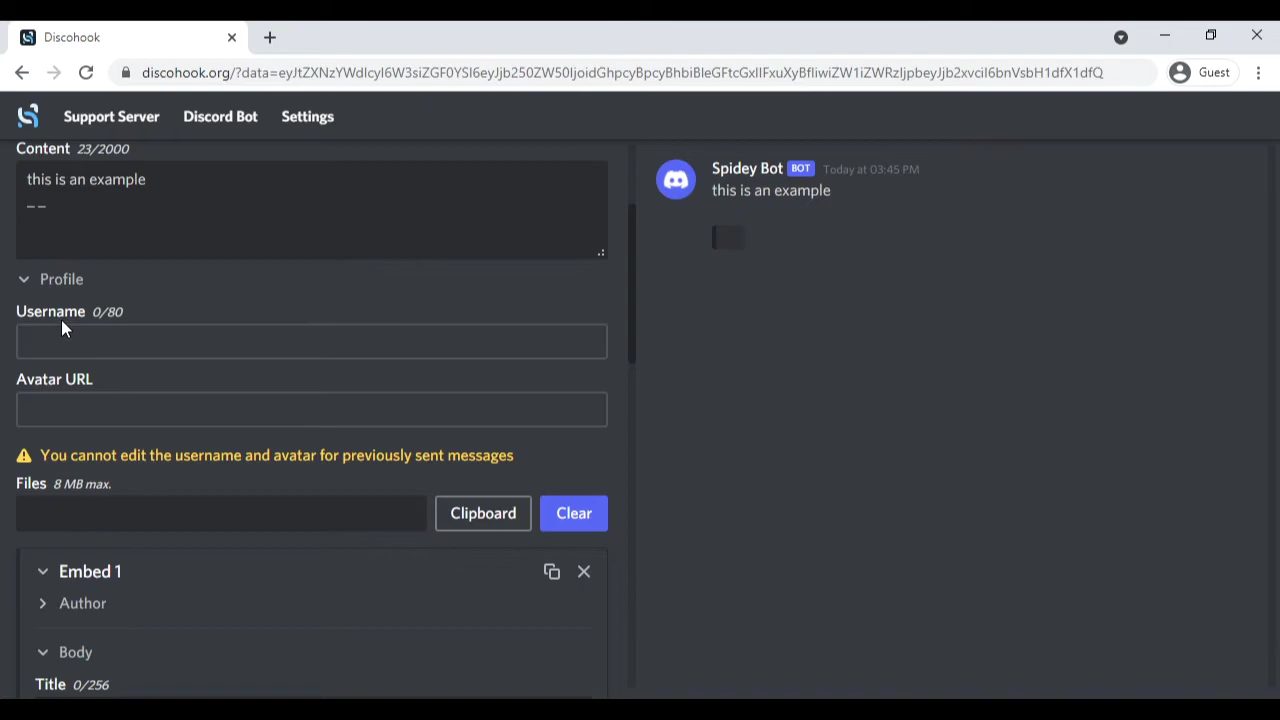 Discohook
discohook.org/?data=
Guest
Support Server
Discord Bot
Settings
Content 23/2000
this is an example
_ _
Profile
Username 0/80
Avatar URL
You cannot edit the username and avatar for previously sent messages
Files 8 MB max.
Clipboard
Clear
Embed 1
Author
Body
Title 0/256
Spidey Bot BOT Today at 03:45 PM
this is an example